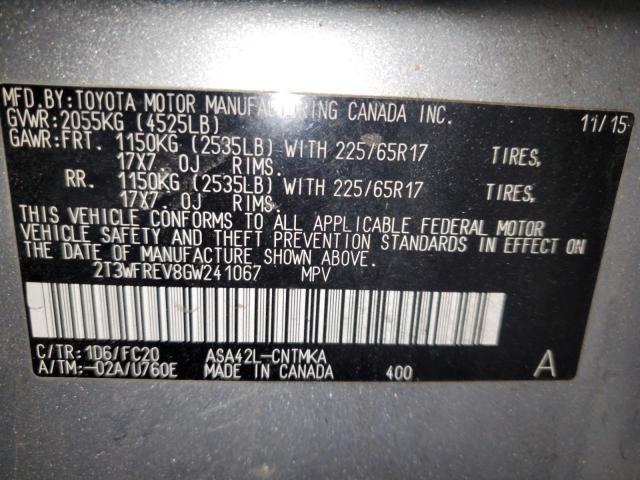 MFD.BY:TOYOTA MOTOR MANUFACTURING CANADA INC. 11/15
GVWR:2055KG (4525LB)
GAWR:FRT. 1150KG (2535LB) WITH 225/65R17 TIRES,
17X7.0J RIMS.
RR. 1150KG (2535LB) WITH 225/65R17 TIRES,
17X7.0J RIMS.
THIS VEHICLE CONFORMS TO ALL APPLICABLE FEDERAL MOTOR
VEHICLE SAFETY AND THEFT PREVENTION STANDARDS IN EFFECT ON
THE DATE OF MANUFACTURE SHOWN ABOVE.
2T3WFREV8GW241067 MPV
C/TR:1D6/FC20 ASA42L-CNTMKA
A/TM:-02A/U760E MADE IN CANADA 400 A